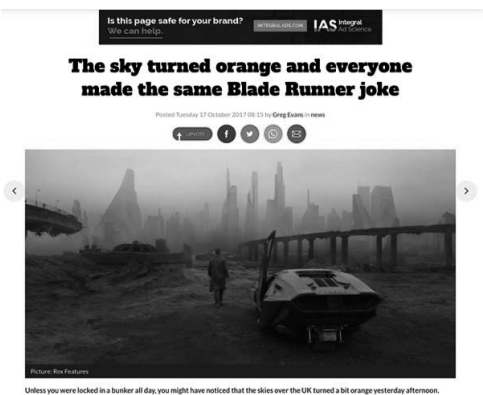 Is this page safe for your brand?
We can help.
INTEGRALADS.COM
IAS Integral
Ad Science
The sky turned orange and everyone
made the same Blade Runner joke
Posted Tuesday 17 October 2017 08:15 by Greg Evans in news
UPVOTE
Picture: Rex Features
Unless you were locked in a bunker all day, you might have noticed that the skies over the UK turned a bit orange yesterday afternoon.